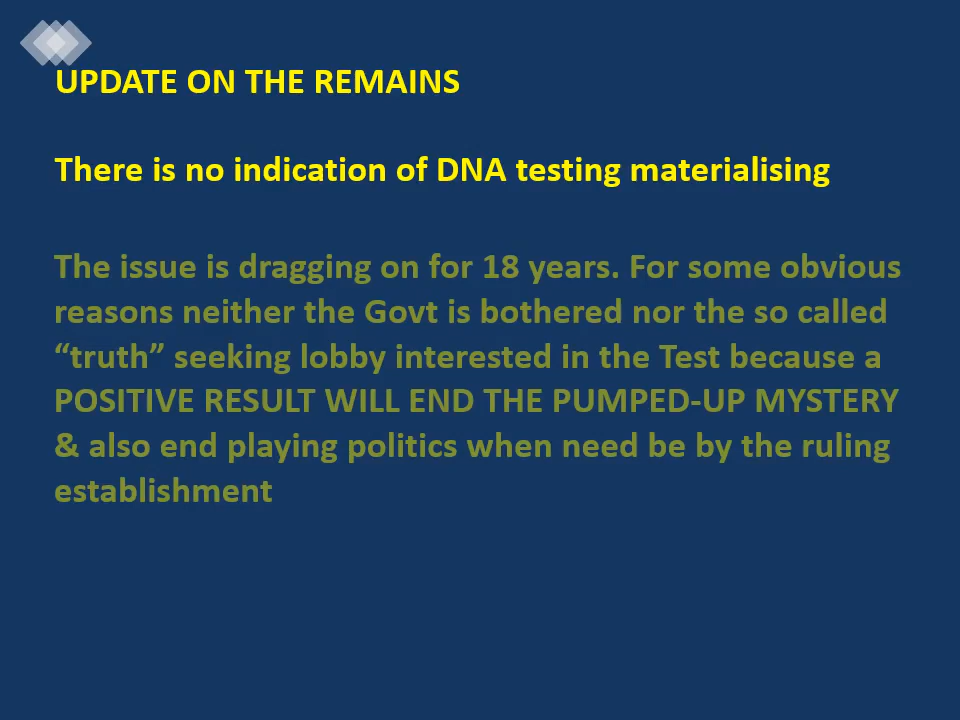 UPDATE ON THE REMAINS
There is no indication of DNA testing materialising
The issue is dragging on for 18 years. For some obvious
reasons neither the Govt is bothered nor the so called
“truth” seeking lobby interested in the Test because a
POSITIVE RESULT WILL END THE PUMPED-UP MYSTERY
& also end playing politics when need be by the ruling
establishment